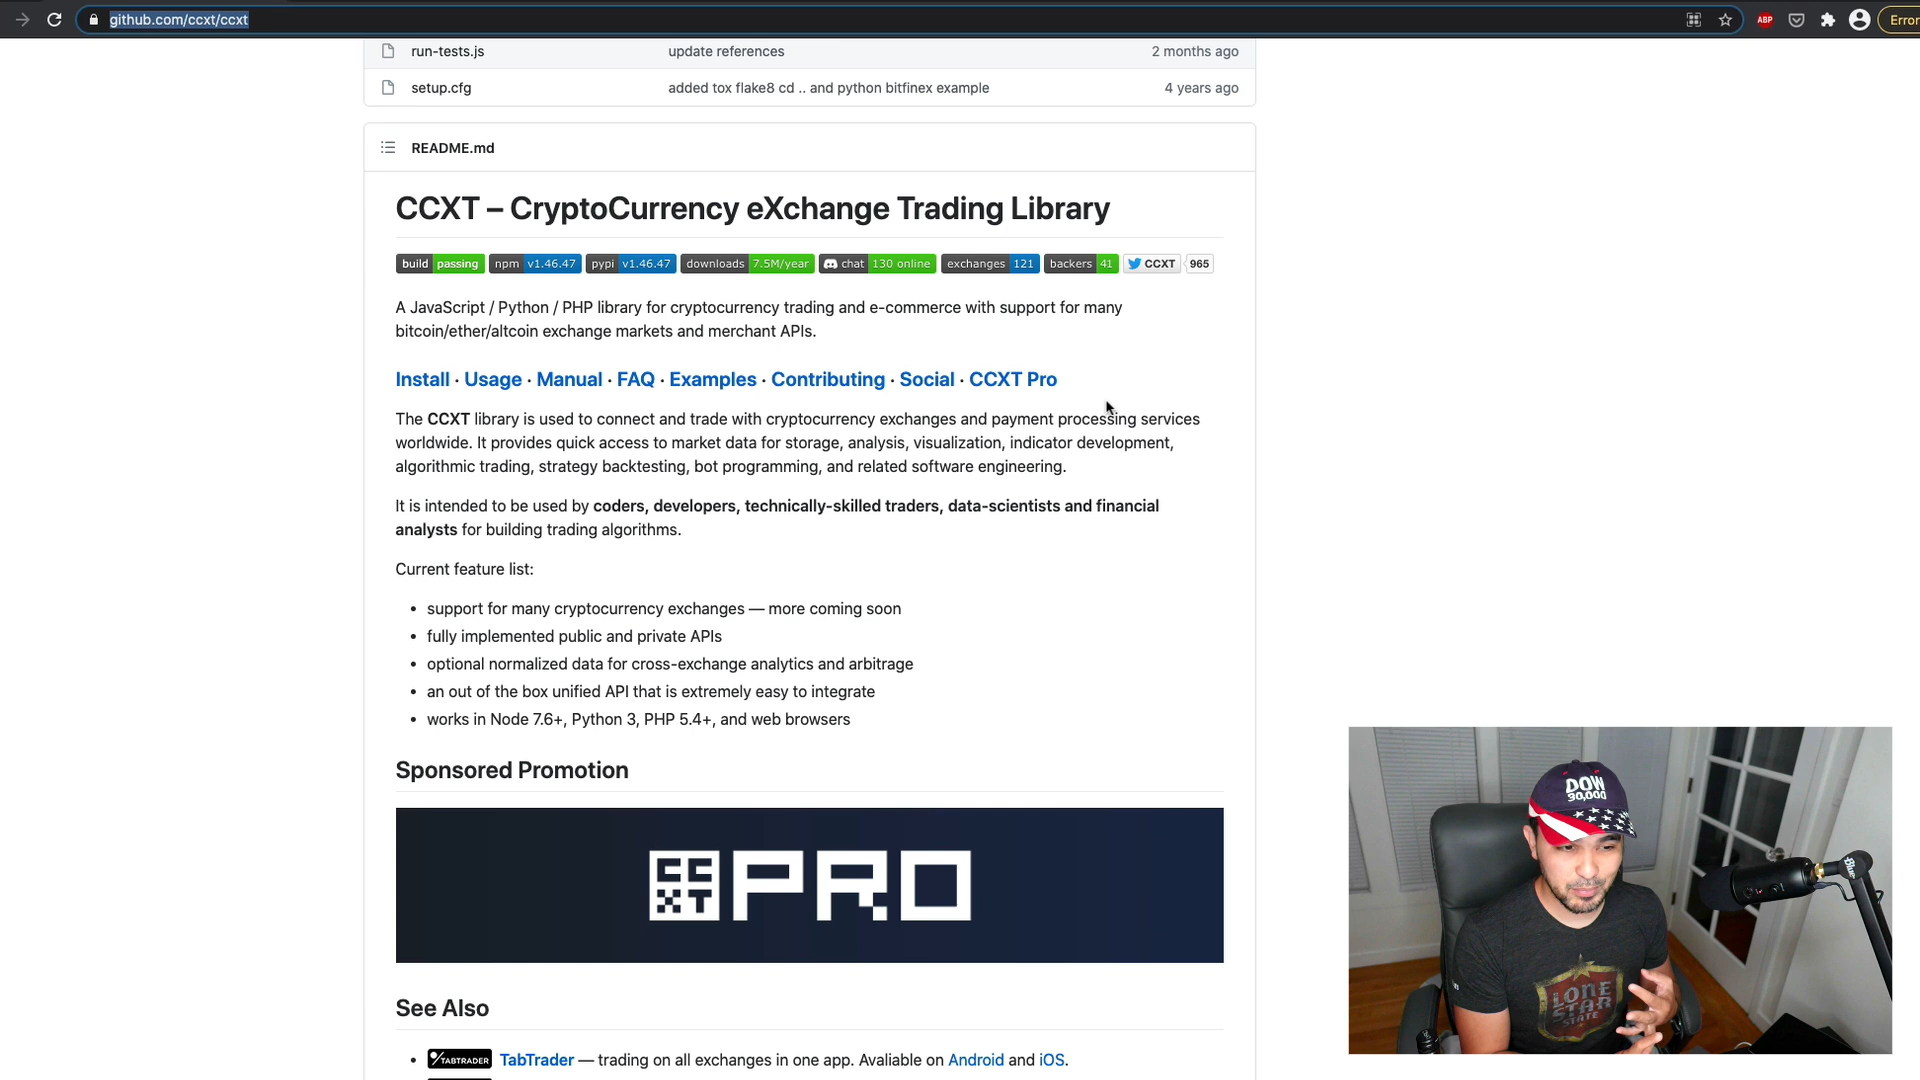 github.com/ccxt/ccxt
ABP
Error
run-tests.js update references 2 months ago
setup.cfg added tox flake8 cd .. and python bitfinex example 4 years ago
README.md
CCXT – CryptoCurrency eXchange Trading Library
build passing npm v1.46.47 pypi v1.46.47 downloads 7.5M/year chat 130 online exchanges 121 backers 41 CCXT 965
A JavaScript / Python / PHP library for cryptocurrency trading and e-commerce with support for many
bitcoin/ether/altcoin exchange markets and merchant APIs.
Install · Usage · Manual · FAQ · Examples · Contributing · Social · CCXT Pro
The CCXT library is used to connect and trade with cryptocurrency exchanges and payment processing services
worldwide. It provides quick access to market data for storage, analysis, visualization, indicator development,
algorithmic trading, strategy backtesting, bot programming, and related software engineering.
It is intended to be used by coders, developers, technically-skilled traders, data-scientists and financial
analysts for building trading algorithms.
Current feature list:
• support for many cryptocurrency exchanges — more coming soon
• fully implemented public and private APIs
• optional normalized data for cross-exchange analytics and arbitrage
• an out of the box unified API that is extremely easy to integrate
• works in Node 7.6+, Python 3, PHP 5.4+, and web browsers
Sponsored Promotion
CCXT PRO
See Also
• TABTRADER TabTrader — trading on all exchanges in one app. Avaliable on Android and iOS.
DOW
30,000
Blue
LONE
STAR
STATE